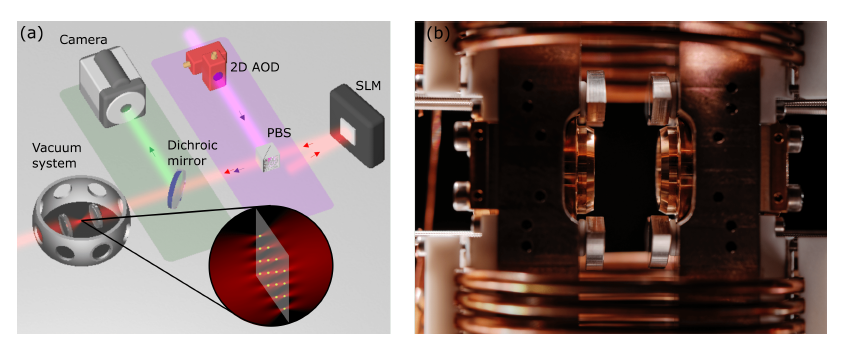 (a)
Camera
2D AOD
SLM
PBS
Dichroic
mirror
Vacuum
system
(b)